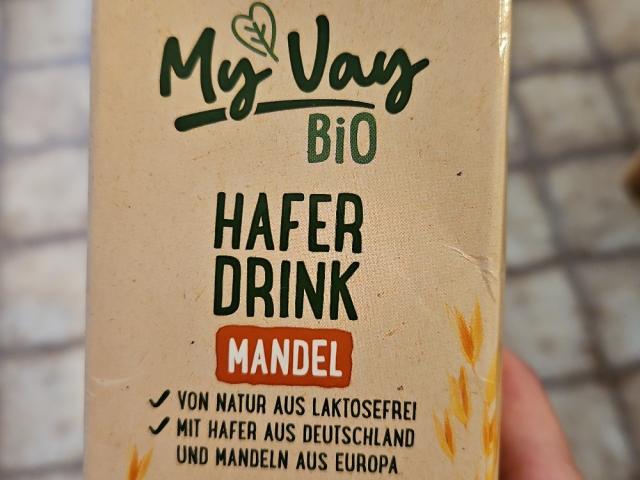 My Vay
BiO
HAFER
DRINK
MANDEL
VON NATUR AUS LAKTOSEFREI
MIT HAFER AUS DEUTSCHLAND
UND MANDELN AUS EUROPA